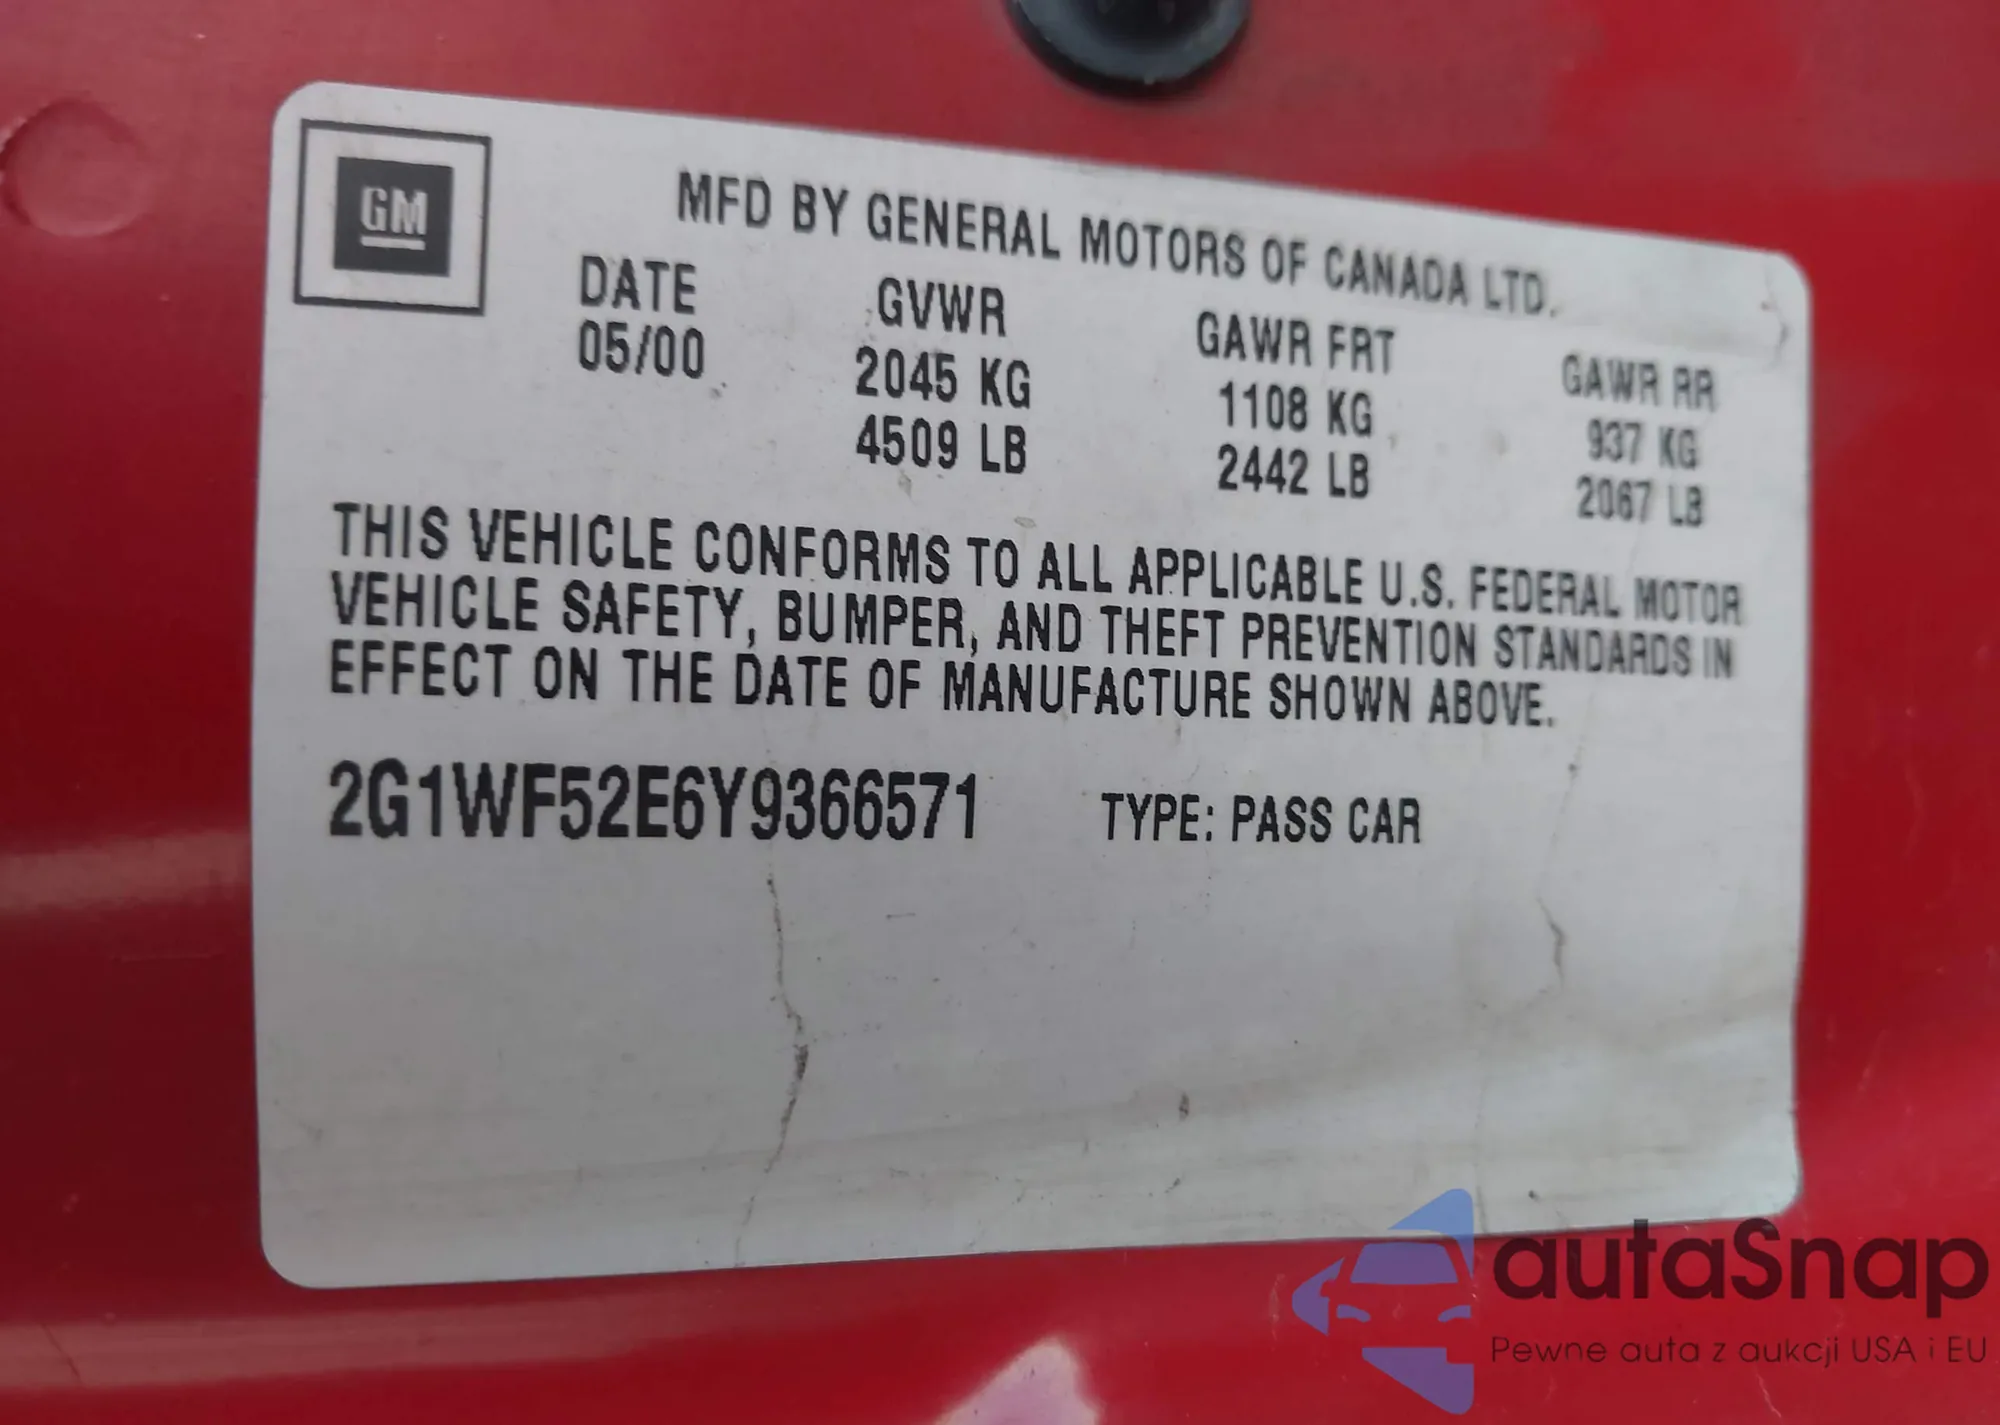 GM
MFD BY GENERAL MOTORS OF CANADA LTD.
DATE GVWR GAWR FRT GAWR RR
05/00 2045 KG 1108 KG 937 KG
4509 LB 2442 LB 2067 LB
THIS VEHICLE CONFORMS TO ALL APPLICABLE U.S. FEDERAL MOTOR
VEHICLE SAFETY, BUMPER, AND THEFT PREVENTION STANDARDS IN
EFFECT ON THE DATE OF MANUFACTURE SHOWN ABOVE.
2G1WF52E6Y9366571 TYPE: PASS CAR
autaSnap
Pewne auta z aukcji USA i EU